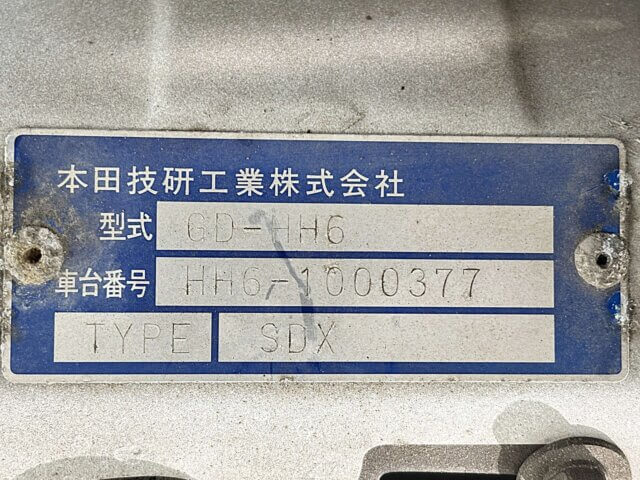 本田技研工業株式会社
型式 GD-HH6
車台番号 HH6-1000377
TYPE SDX